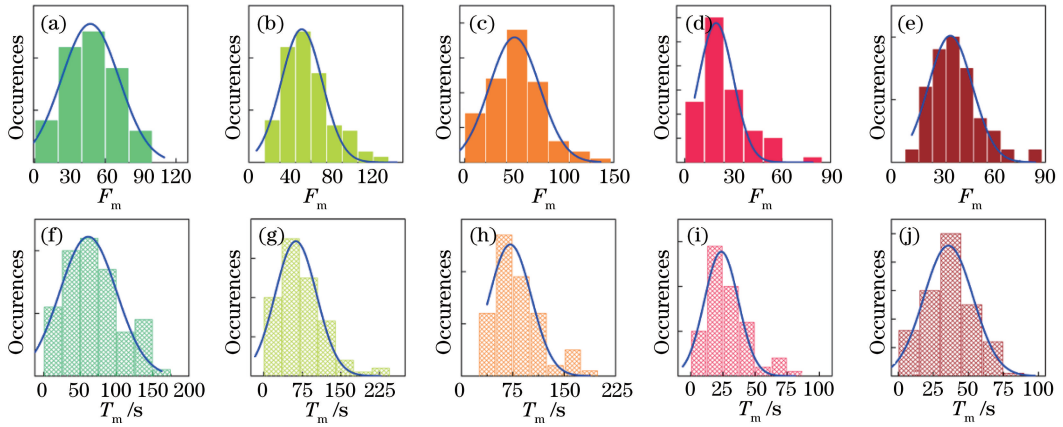 (a) (b) (c) (d) (e)
Occurences Occurences Occurences Occurences Occurences
0 30 60 90 120 0 40 80 120 0 50 100 150 0 30 60 90 0 30 60 90
Fm Fm Fm Fm Fm
(f) (g) (h) (i) (j)
Occurences Occurences Occurences Occurences Occurences
0 50 100 150 200 0 75 150 225 0 75 150 225 0 25 50 75 100 0 25 50 75 100
Tm /s Tm /s Tm /s Tm /s Tm /s